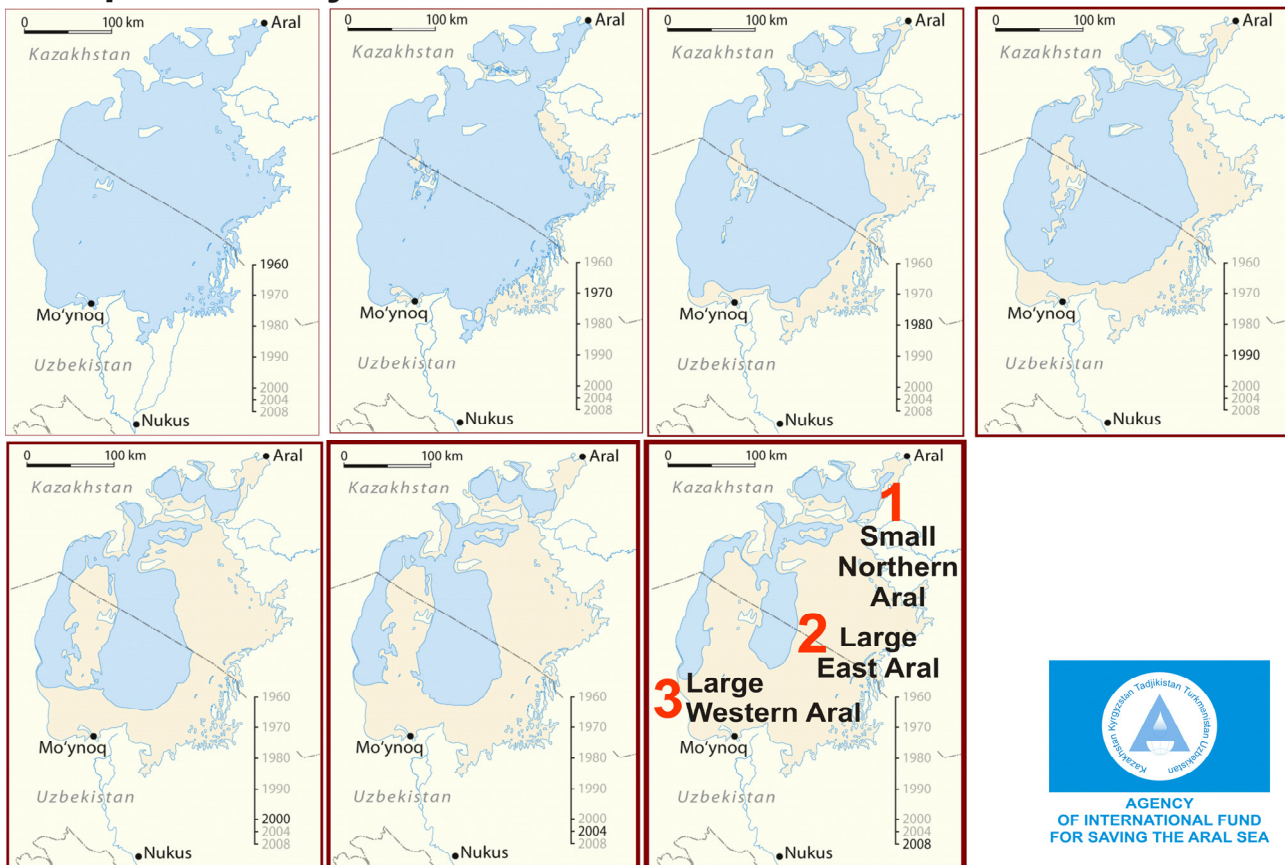 0 100 km
Aral
Kazakhstan
1960
1970
Mo‘ynoq
1980
1990
Uzbekistan
2000
2004
2008
Nukus
0 100 km
Aral
Kazakhstan
1960
1970
Mo‘ynoq
1980
1990
Uzbekistan
2000
2004
2008
Nukus
0 100 km
Aral
Kazakhstan
1960
1970
Mo‘ynoq
1980
1990
Uzbekistan
2000
2004
2008
Nukus
0 100 km
Aral
Kazakhstan
1960
1970
Mo‘ynoq
1980
1990
Uzbekistan
2000
2004
2008
Nukus
0 100 km
Aral
Kazakhstan
1960
1970
Mo‘ynoq
1980
1990
Uzbekistan
2000
2004
2008
Nukus
0 100 km
Aral
Kazakhstan
1960
1970
Mo‘ynoq
1980
1990
Uzbekistan
2000
2004
2008
Nukus
0 100 km
Aral
Kazakhstan
1
Small
Northern
Aral
2 Large
East Aral
3 Large
Western Aral
1960
1970
Mo‘ynoq
1980
1990
Uzbekistan
2000
2004
2008
Nukus
Kazakhstan Kyrgyzstan Tadjikistan Turkmenistan Uzbekistan
AGENCY
OF INTERNATIONAL FUND
FOR SAVING THE ARAL SEA